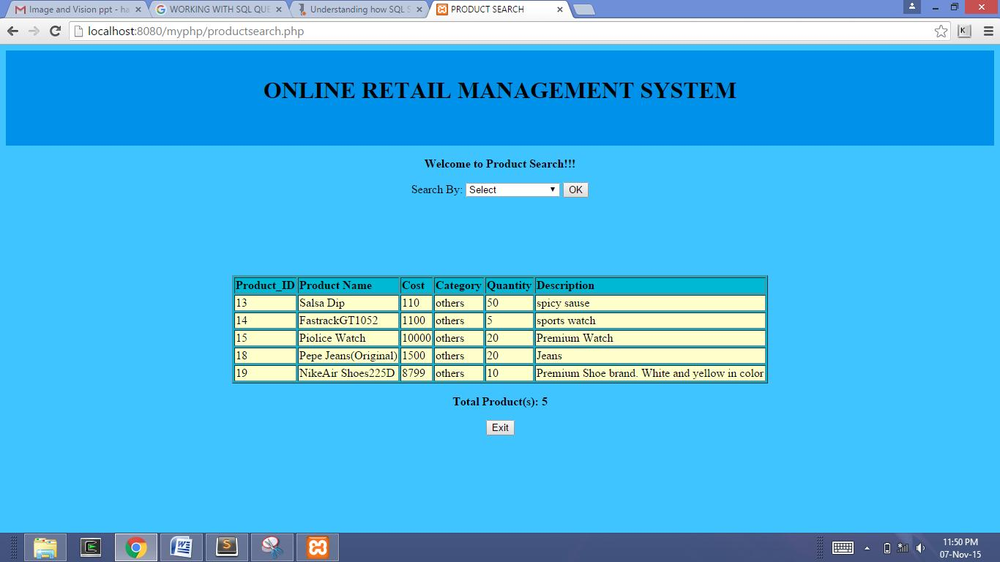 Image and Vision ppt - ha
WORKING WITH SQL QUE
Understanding how SQL S
PRODUCT SEARCH
localhost:8080/myphp/productsearch.php
ONLINE RETAIL MANAGEMENT SYSTEM
Welcome to Product Search!!!
Search By: Select OK
Product_ID Product Name Cost Category Quantity Description
13 Salsa Dip 110 others 50 spicy sause
14 FastrackGT1052 1100 others 5 sports watch
15 Piolice Watch 10000 others 20 Premium Watch
18 Pepe Jeans(Original) 1500 others 20 Jeans
19 NikeAir Shoes225D 8799 others 10 Premium Shoe brand. White and yellow in color
Total Product(s): 5
Exit
11:50 PM
07-Nov-15